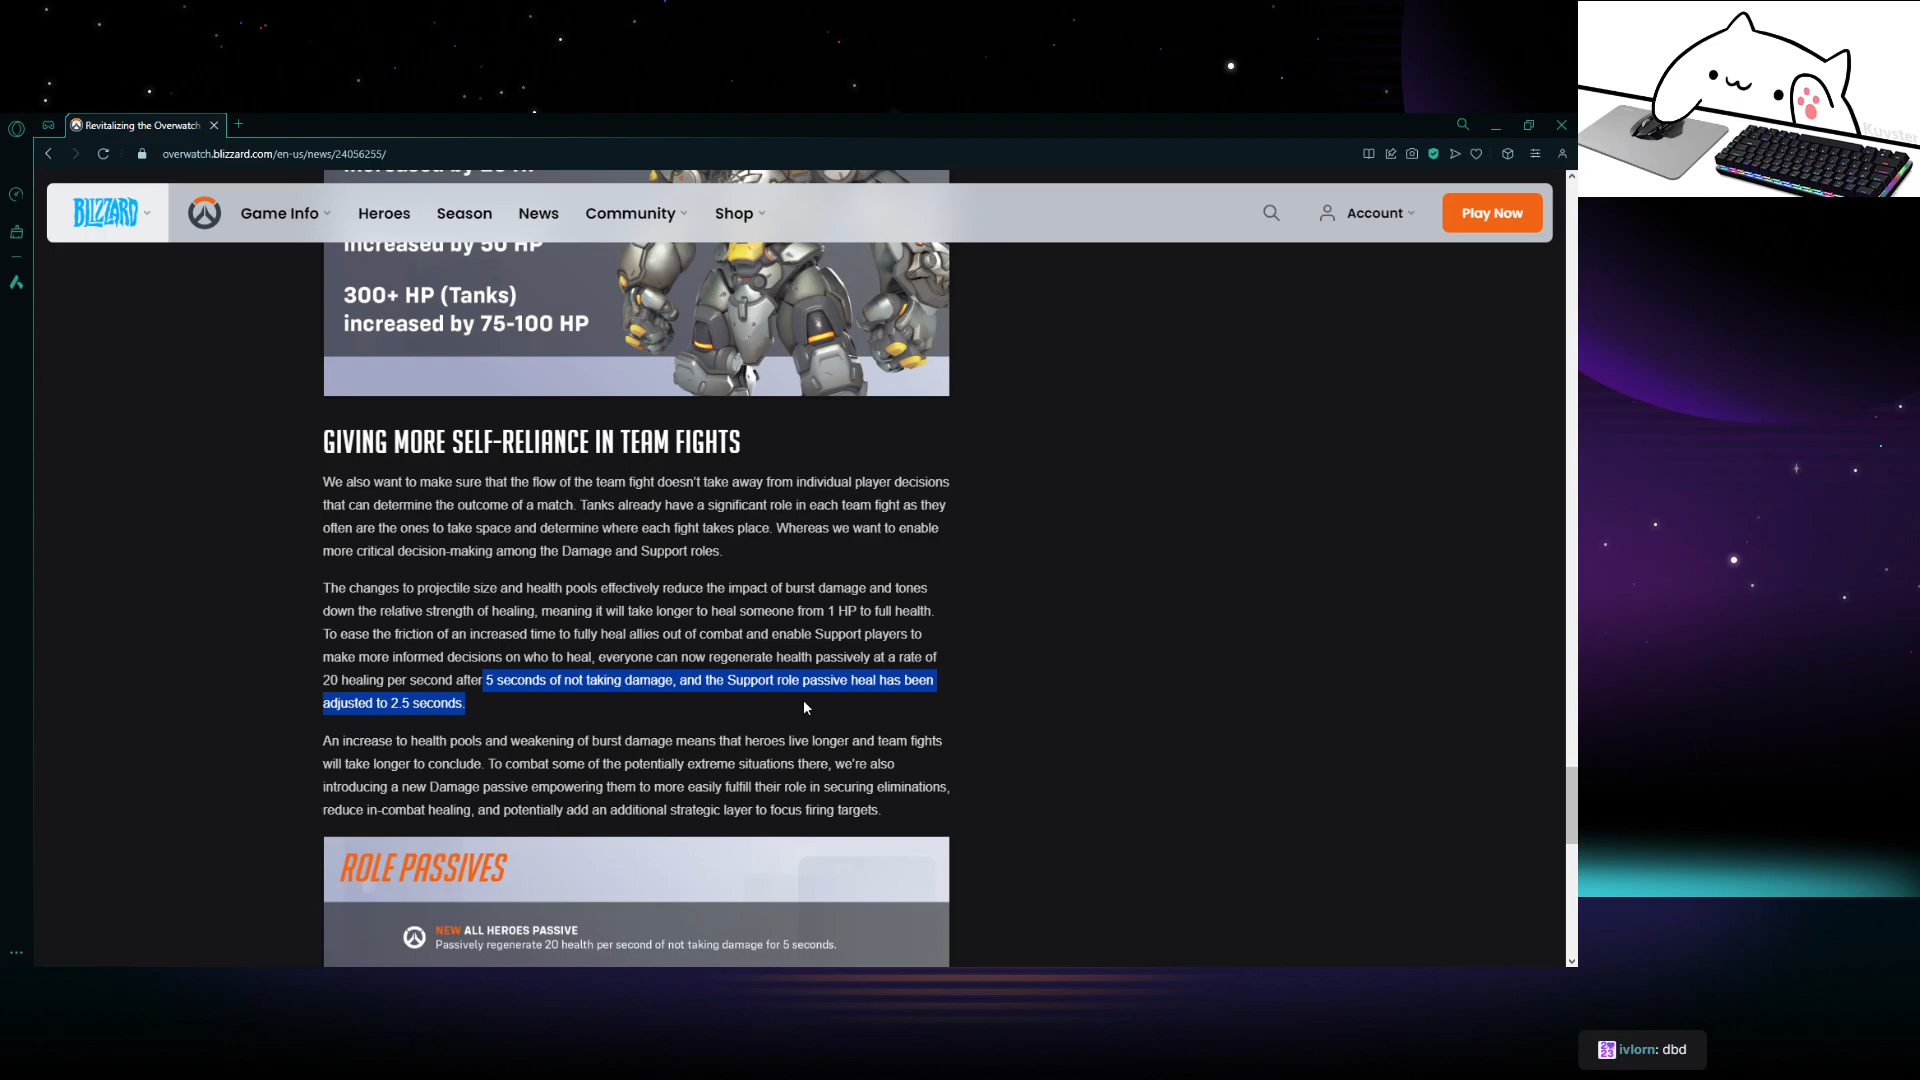 Kuvster
Revitalizing the Overwatch
overwatch.blizzard.com/en-us/news/24056255/
BLIZZARD
Game Info
Heroes
Season
News
Community
Shop
Account
Play Now
increased by 50 HP
300+ HP (Tanks)
increased by 75-100 HP
GIVING MORE SELF-RELIANCE IN TEAM FIGHTS
We also want to make sure that the flow of the team fight doesn't take away from individual player decisions
that can determine the outcome of a match. Tanks already have a significant role in each team fight as they
often are the ones to take space and determine where each fight takes place. Whereas we want to enable
more critical decision-making among the Damage and Support roles.
The changes to projectile size and health pools effectively reduce the impact of burst damage and tones
down the relative strength of healing, meaning it will take longer to heal someone from 1 HP to full health.
To ease the friction of an increased time to fully heal allies out of combat and enable Support players to
make more informed decisions on who to heal, everyone can now regenerate health passively at a rate of
20 healing per second after 5 seconds of not taking damage, and the Support role passive heal has been
adjusted to 2.5 seconds.
An increase to health pools and weakening of burst damage means that heroes live longer and team fights
will take longer to conclude. To combat some of the potentially extreme situations there, we're also
introducing a new Damage passive empowering them to more easily fulfill their role in securing eliminations,
reduce in-combat healing, and potentially add an additional strategic layer to focus firing targets.
ROLE PASSIVES
NEW ALL HEROES PASSIVE
Passively regenerate 20 health per second of not taking damage for 5 seconds.
ivlorn: dbd